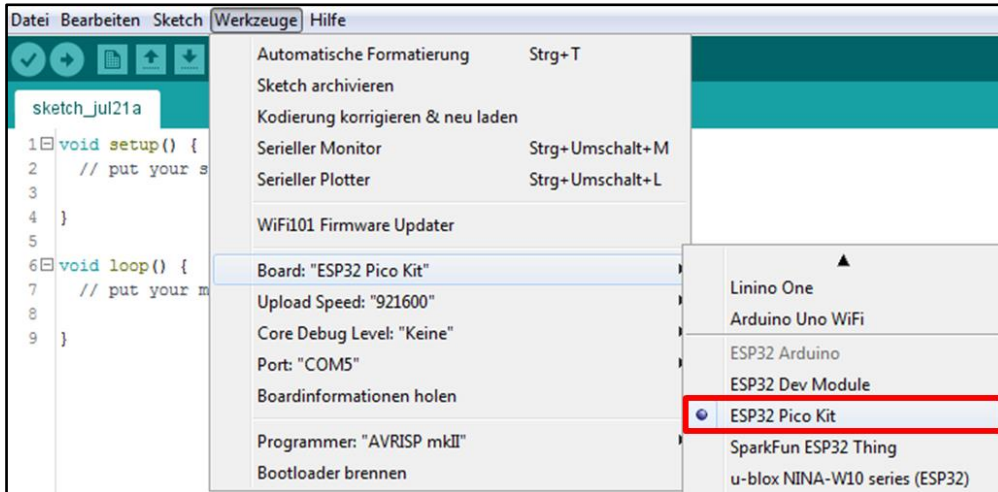 Datei Bearbeiten Sketch Werkzeuge Hilfe
sketch_jul21a
1 void setup() {
2 // put your s
3
4 }
5
6 void loop() {
7 // put your m
8
9 }
Automatische Formatierung Strg+T
Sketch archivieren
Kodierung korrigieren & neu laden
Serieller Monitor Strg+Umschalt+M
Serieller Plotter Strg+Umschalt+L
WiFi101 Firmware Updater
Board: "ESP32 Pico Kit"
Upload Speed: "921600"
Core Debug Level: "Keine"
Port: "COM5"
Boardinformationen holen
Programmer: "AVRISP mkII"
Bootloader brennen
Linino One
Arduino Uno WiFi
ESP32 Arduino
ESP32 Dev Module
ESP32 Pico Kit
SparkFun ESP32 Thing
u-blox NINA-W10 series (ESP32)